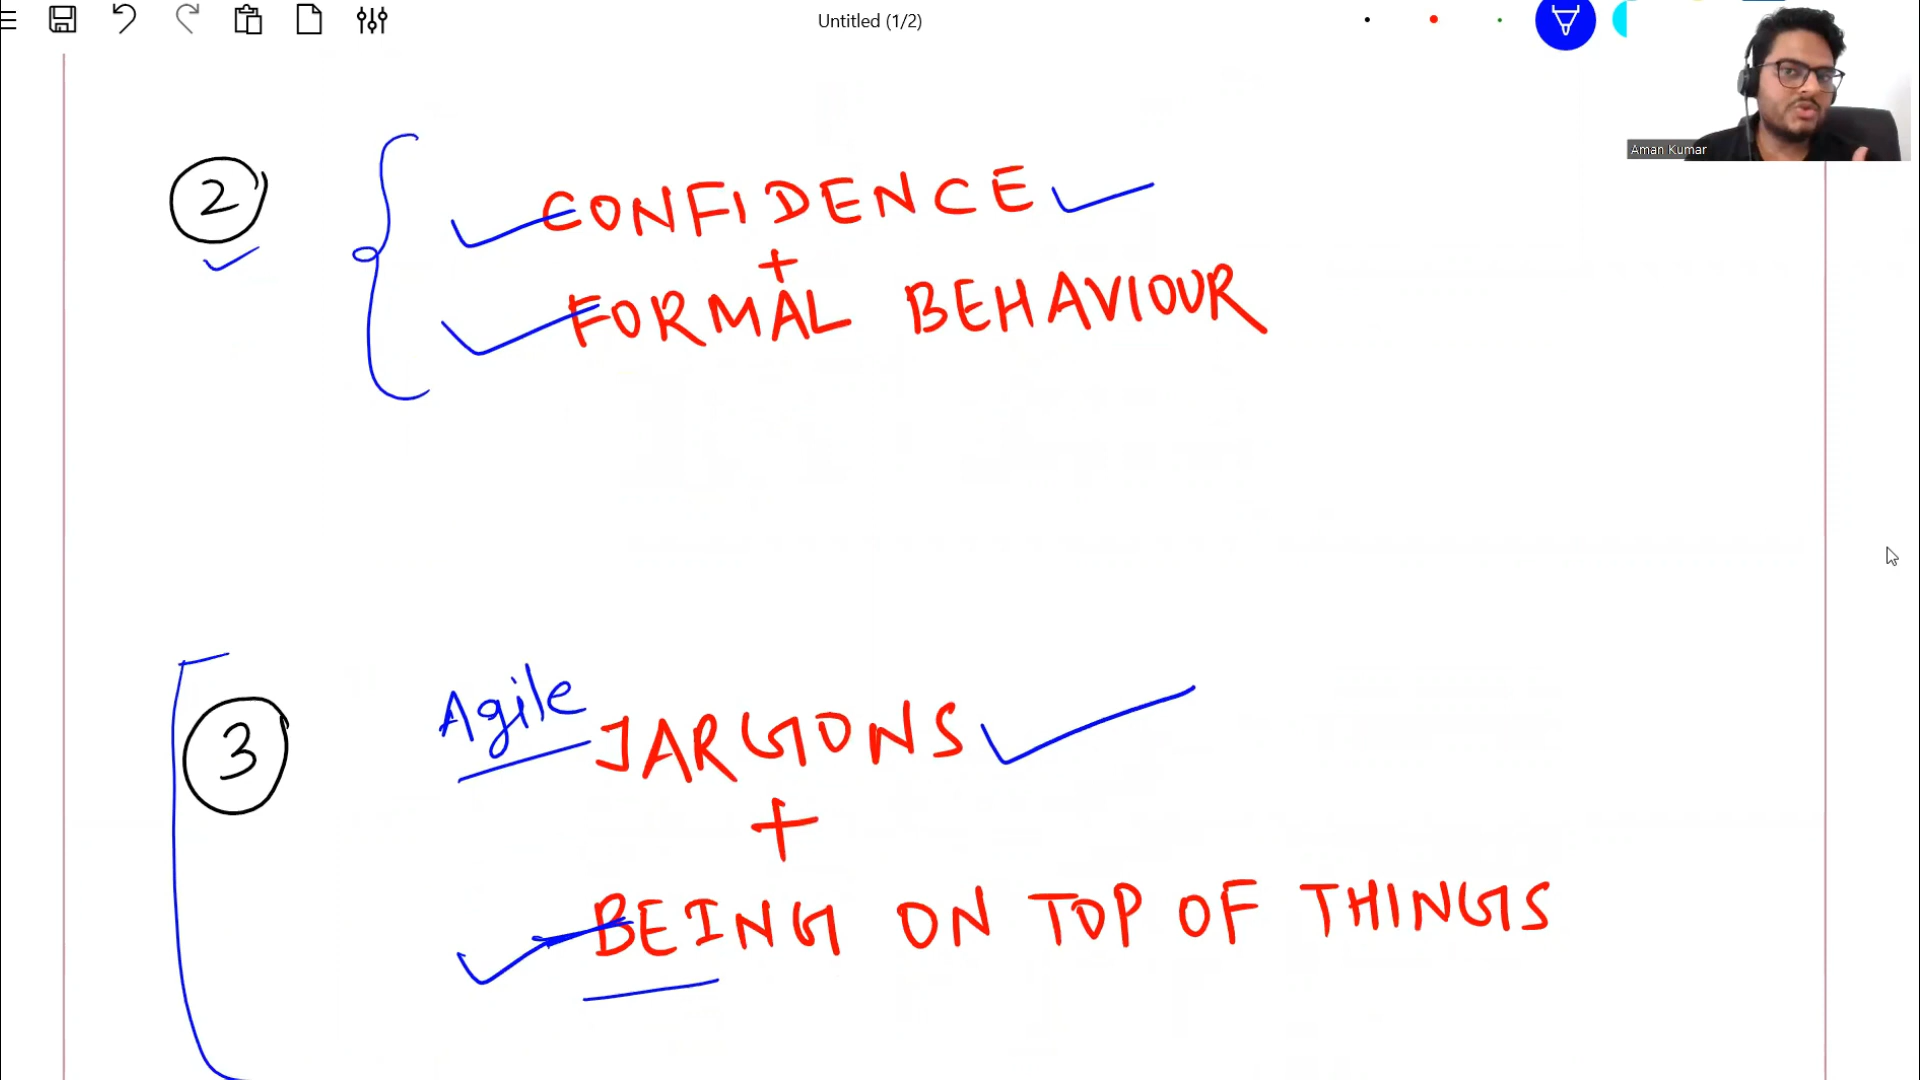 Untitled (1/2)
Aman Kumar
2
CONFIDENCE
+
FORMAL BEHAVIOUR
3
Agile JARGONS
+
BEING ON TOP OF THINGS